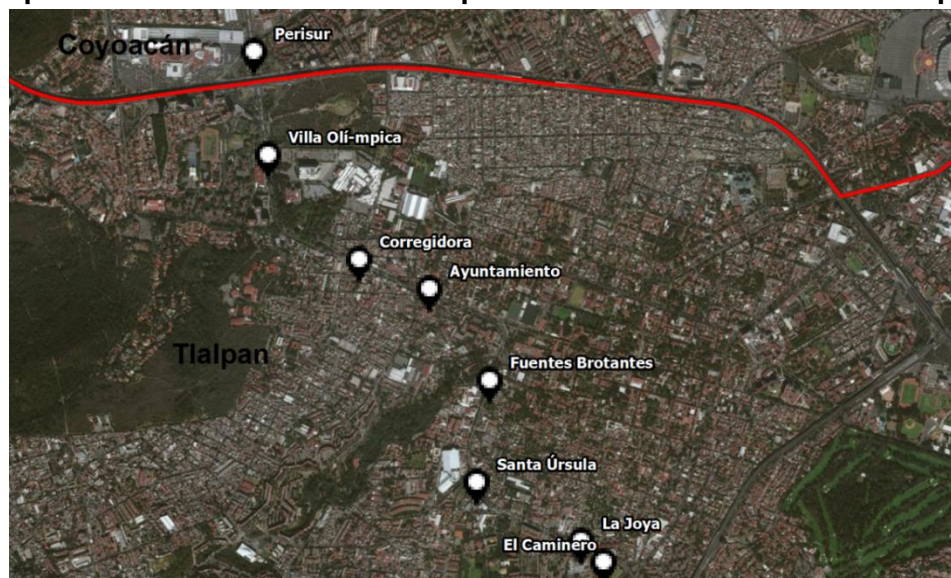 Coyoacán
Perisur
Villa Olí-mpica
Corregidora
Ayuntamiento
Tlalpan
Fuentes Brotantes
Santa Úrsula
La Joya
El Caminero